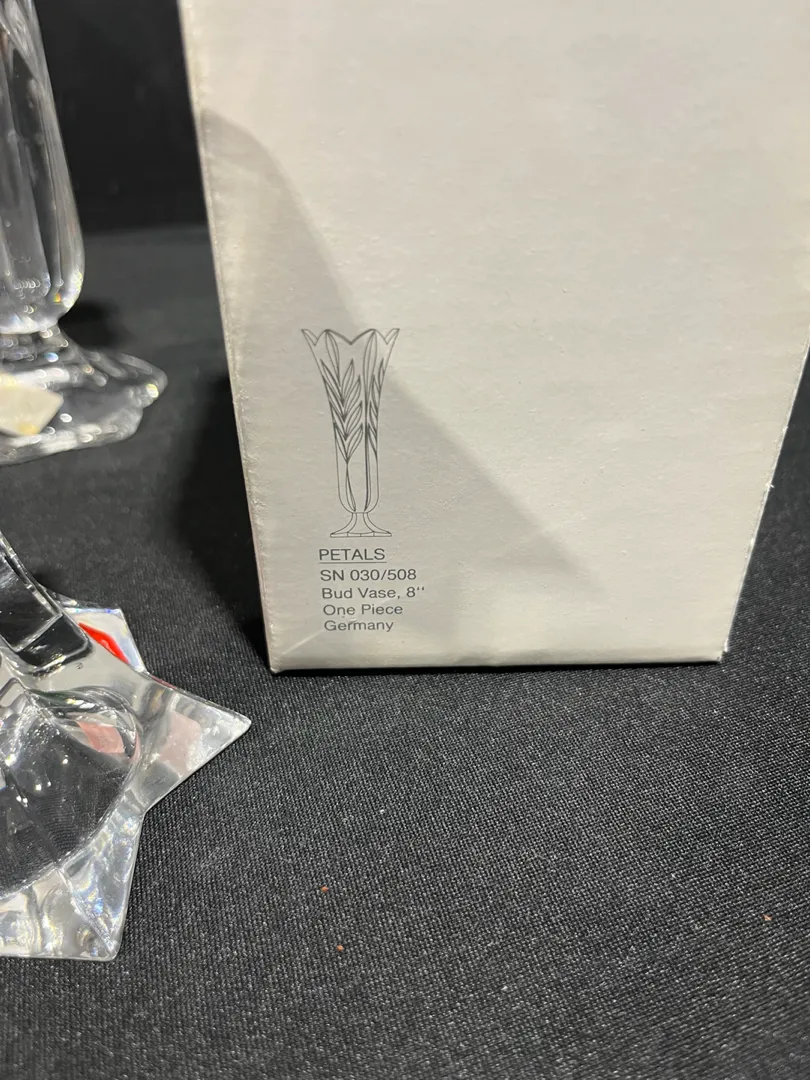 PETALS
SN 030/508
Bud Vase, 8''
One Piece
Germany